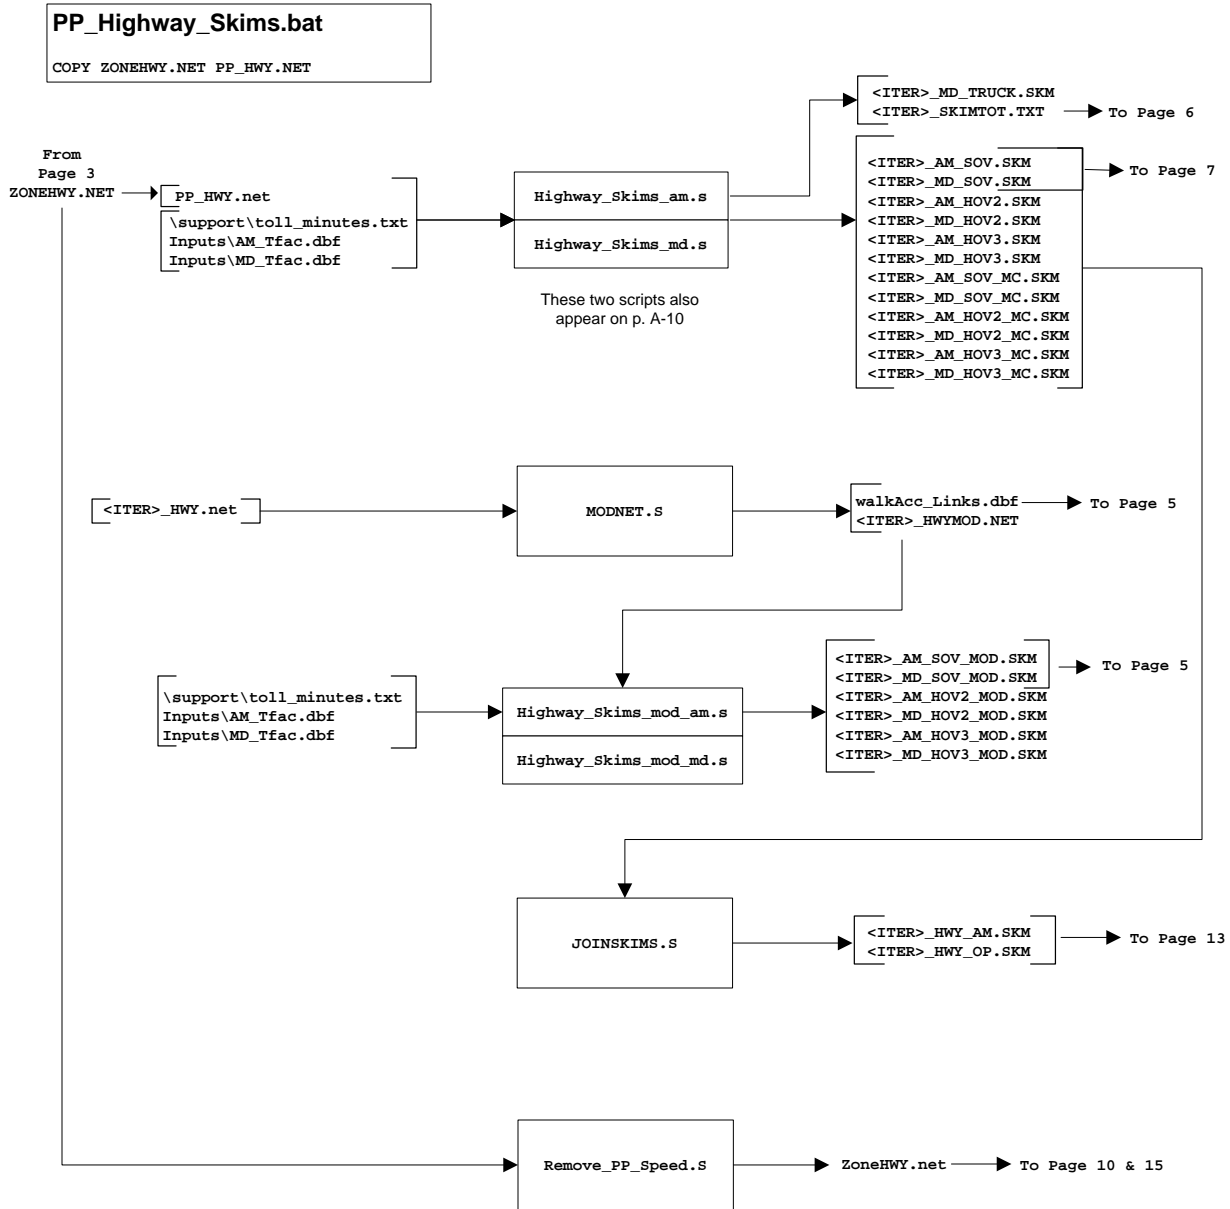 PP_Highway_Skims.bat
COPY ZONEHWY.NET PP_HWY.NET
<ITER>_MD_TRUCK.SKM
<ITER>_SKIMTOT.TXT
To Page 6
From
Page 3
ZONEHWY.NET
PP_HWY.net
\support\toll_minutes.txt
Inputs\AM_Tfac.dbf
Inputs\MD_Tfac.dbf
Highway_Skims_am.s
Highway_Skims_md.s
These two scripts also
appear on p. A-10
<ITER>_AM_SOV.SKM
<ITER>_MD_SOV.SKM
<ITER>_AM_HOV2.SKM
<ITER>_MD_HOV2.SKM
<ITER>_AM_HOV3.SKM
<ITER>_MD_HOV3.SKM
<ITER>_AM_SOV_MC.SKM
<ITER>_MD_SOV_MC.SKM
<ITER>_AM_HOV2_MC.SKM
<ITER>_MD_HOV2_MC.SKM
<ITER>_AM_HOV3_MC.SKM
<ITER>_MD_HOV3_MC.SKM
To Page 7
<ITER>_HWY.net
MODNET.S
walkAcc_Links.dbf
<ITER>_HWYMOD.NET
To Page 5
\support\toll_minutes.txt
Inputs\AM_Tfac.dbf
Inputs\MD_Tfac.dbf
Highway_Skims_mod_am.s
Highway_Skims_mod_md.s
<ITER>_AM_SOV_MOD.SKM
<ITER>_MD_SOV_MOD.SKM
<ITER>_AM_HOV2_MOD.SKM
<ITER>_MD_HOV2_MOD.SKM
<ITER>_AM_HOV3_MOD.SKM
<ITER>_MD_HOV3_MOD.SKM
To Page 5
JOINSKIMS.S
<ITER>_HWY_AM.SKM
<ITER>_HWY_OP.SKM
To Page 13
Remove_PP_Speed.S
ZoneHWY.net
To Page 10 & 15